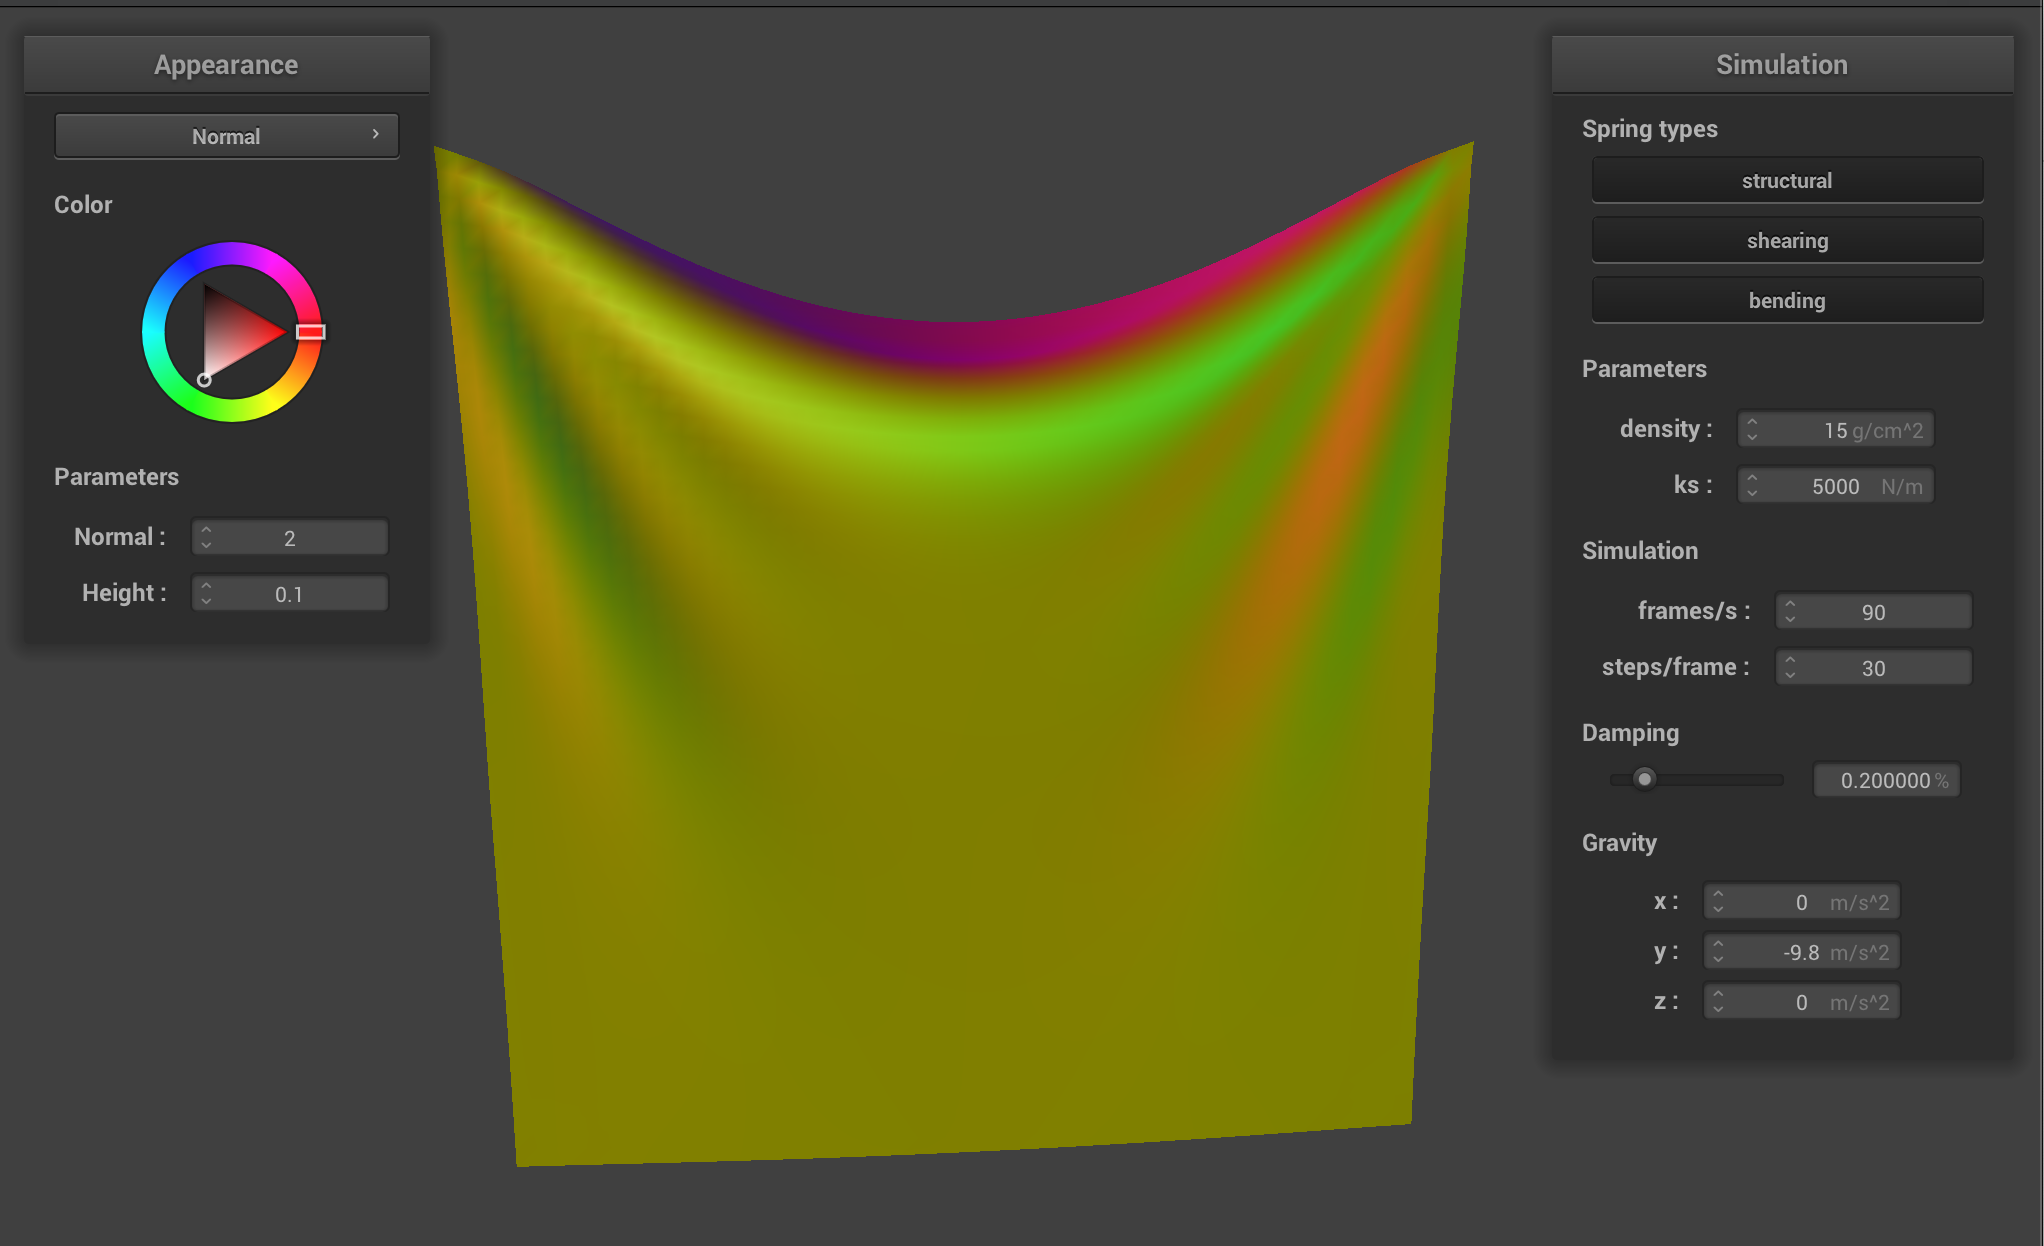 Appearance
Normal
Color
Parameters
Normal : 2
Height : 0.1
Simulation
Spring types
structural
shearing
bending
Parameters
density : 15 g/cm^2
ks : 5000 N/m
Simulation
frames/s : 90
steps/frame : 30
Damping
0.200000 %
Gravity
x : 0 m/s^2
y : -9.8 m/s^2
z : 0 m/s^2